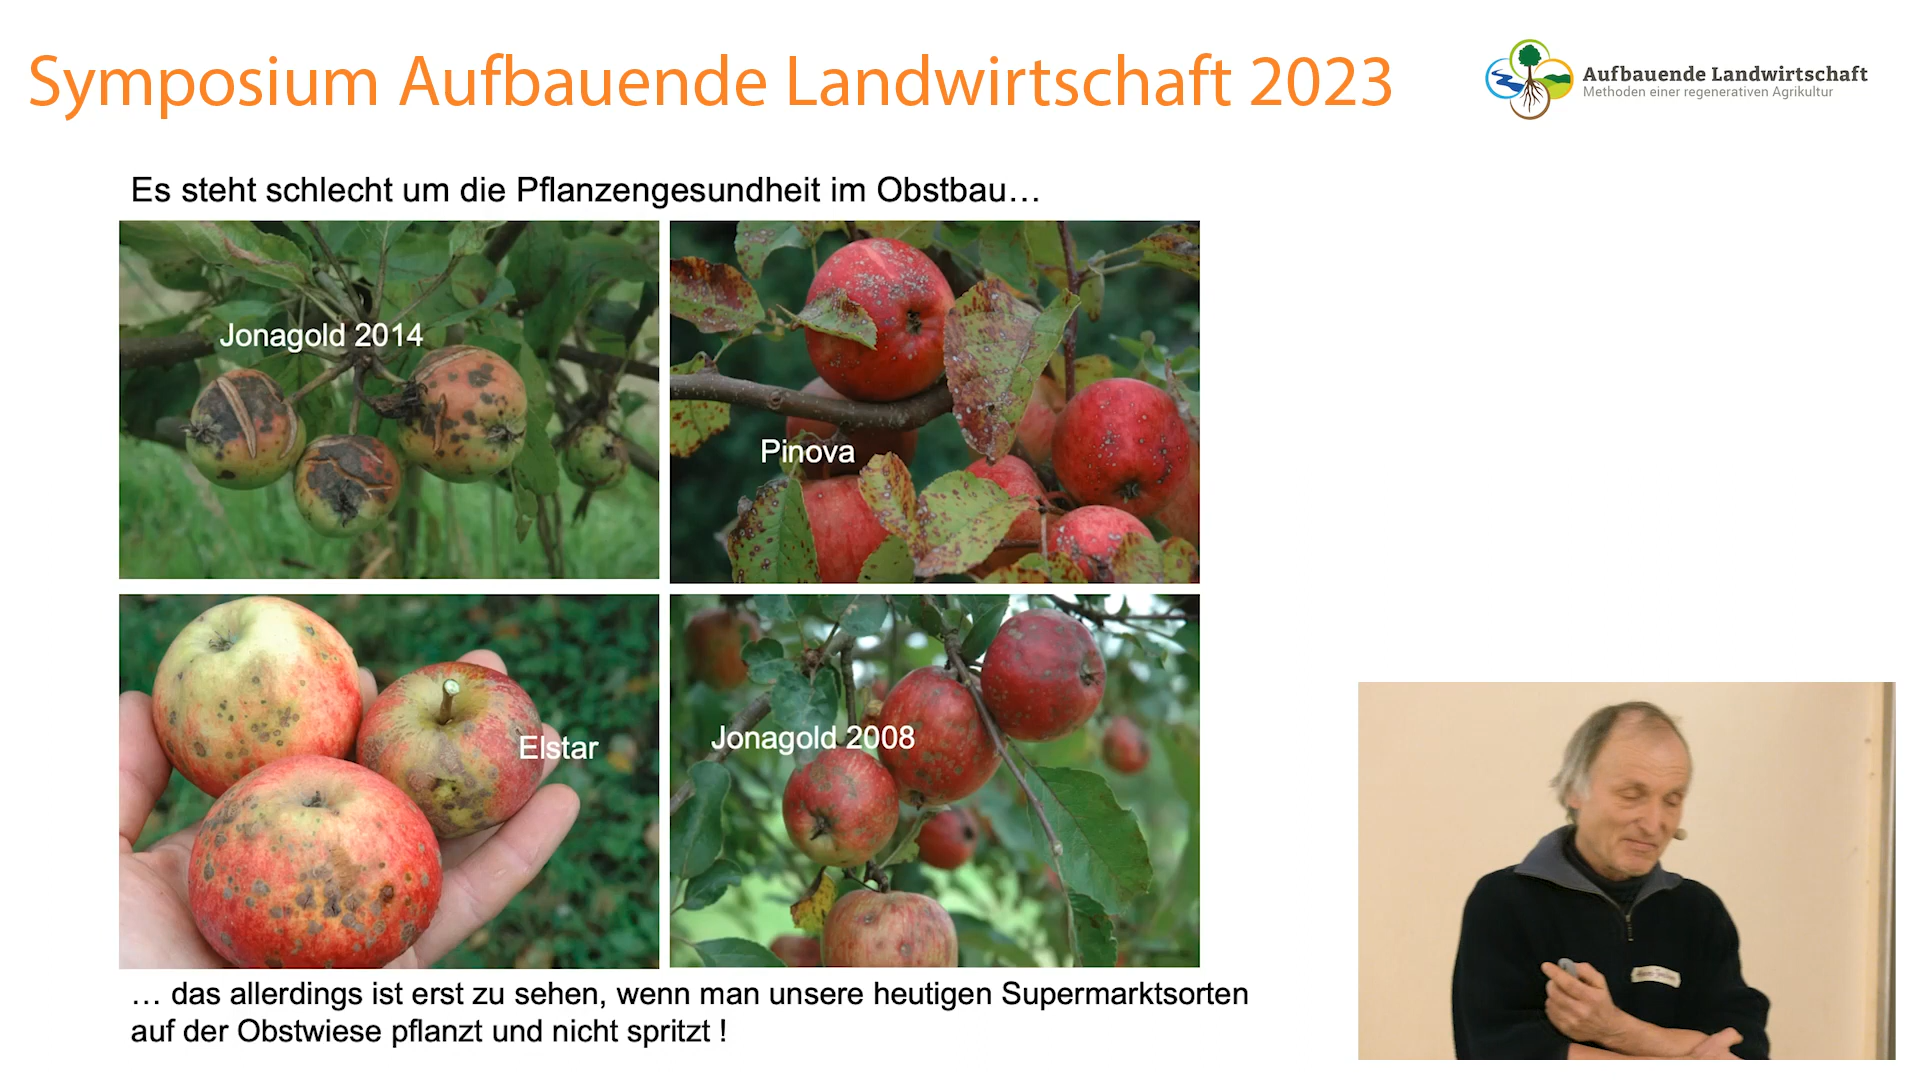 Symposium Aufbauende Landwirtschaft 2023
Aufbauende Landwirtschaft
Methoden einer regenerativen Agrikultur
Es steht schlecht um die Pflanzengesundheit im Obstbau…
Jonagold 2014
Pinova
Elstar
Jonagold 2008
… das allerdings ist erst zu sehen, wenn man unsere heutigen Supermarktsorten
auf der Obstwiese pflanzt und nicht spritzt !